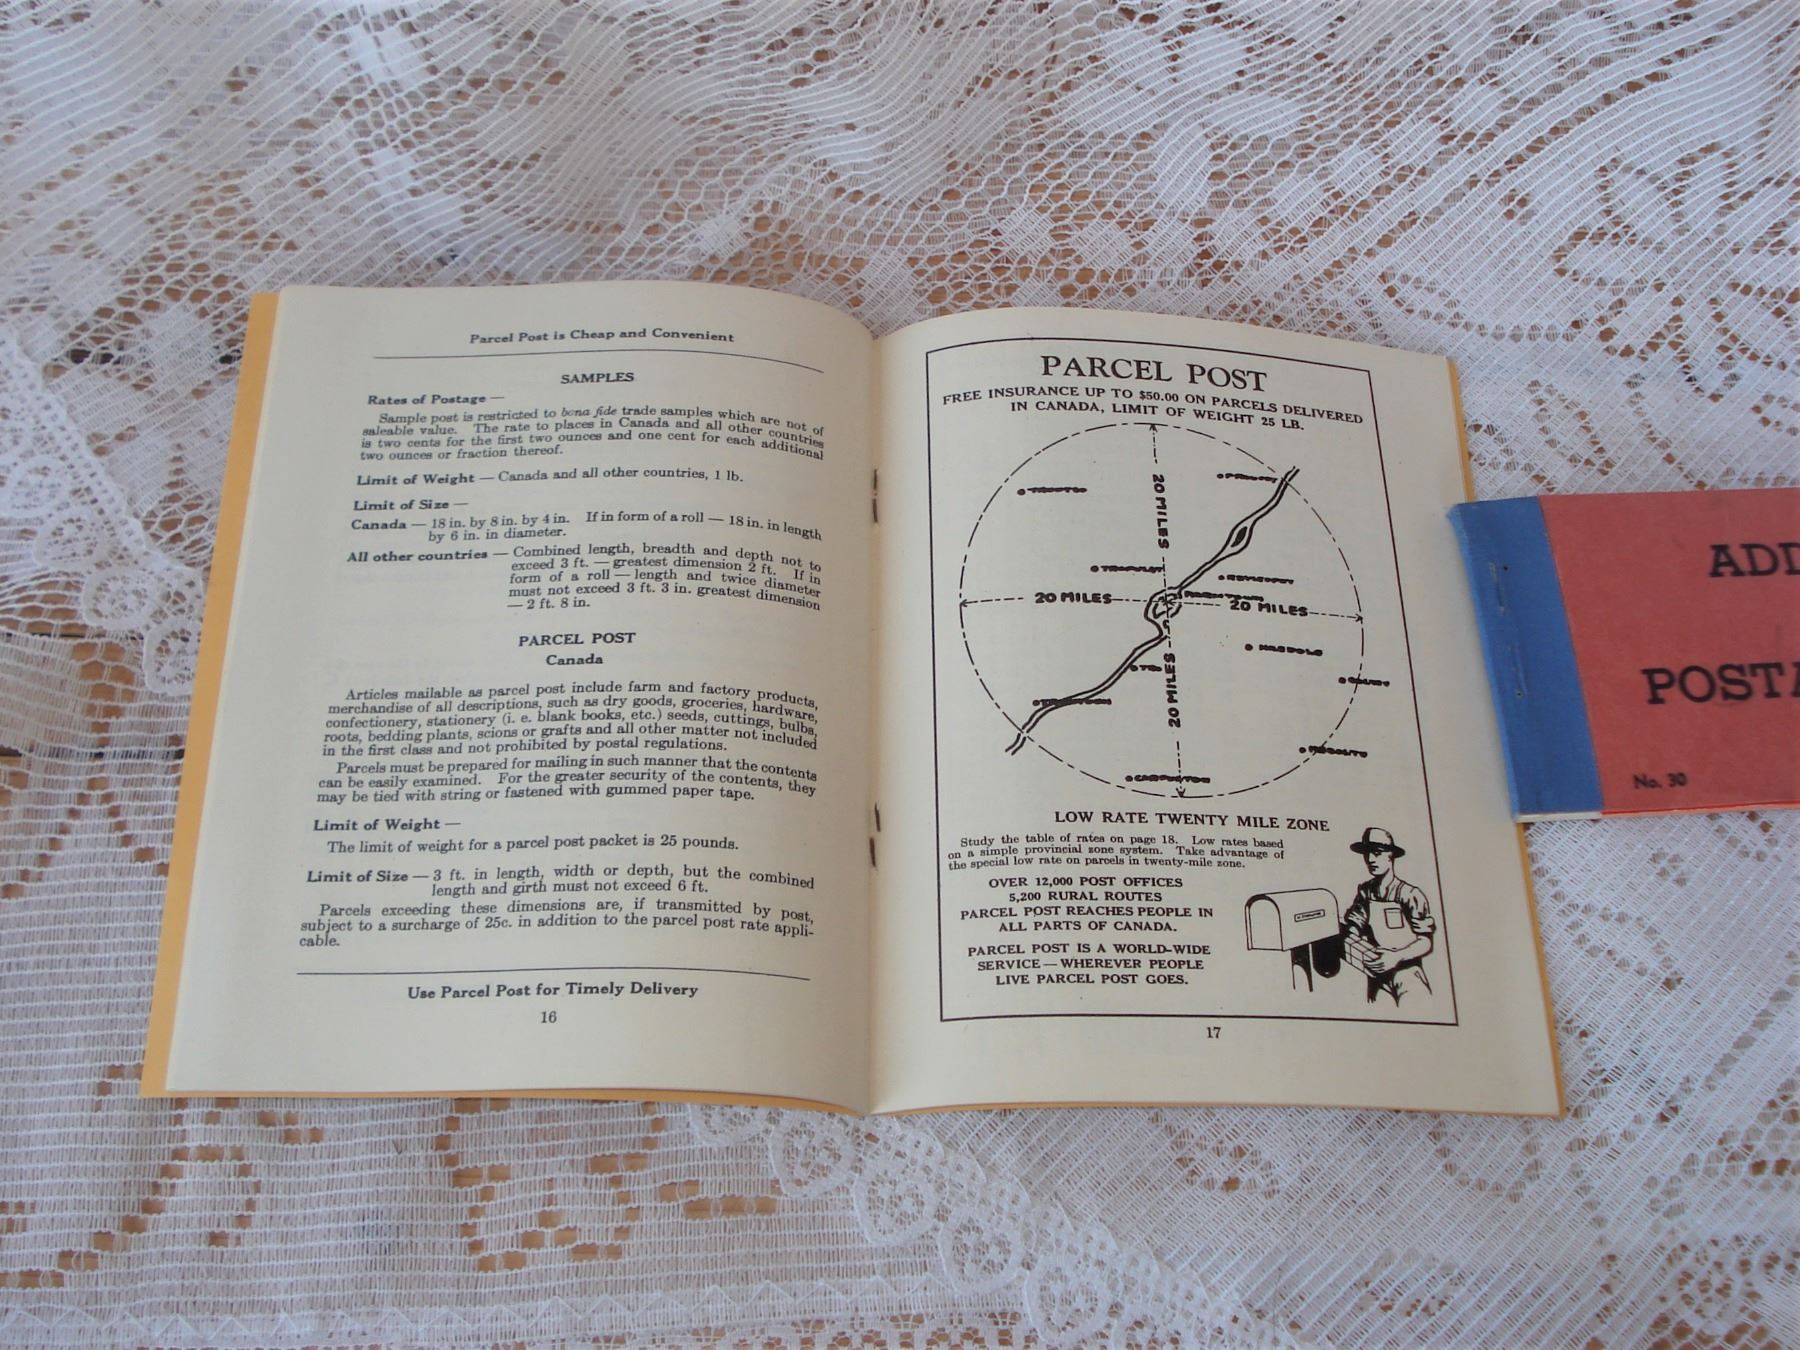 Parcel Post is Cheap and Convenient
SAMPLES
Rates of Postage —
Sample post is restricted to bona fide trade samples which are not of
saleable value. The rate to places in Canada and all other countries
is two cents for the first two ounces and one cent for each additional
two ounces or fraction thereof.
Limit of Weight — Canada and all other countries, 1 lb.
Limit of Size —
Canada — 18 in. by 8 in. by 4 in. If in form of a roll — 18 in. in length
by 6 in. in diameter.
All other countries — Combined length, breadth and depth not to
exceed 3 ft. — greatest dimension 2 ft. If in
form of a roll — length and twice diameter
must not exceed 3 ft. 3 in. greatest dimension
— 2 ft. 8 in.
PARCEL POST
Canada
Articles mailable as parcel post include farm and factory products,
merchandise of all descriptions, such as dry goods, groceries, hardware,
confectionery, stationery (i. e. blank books, etc.) seeds, cuttings, bulbs,
roots, bedding plants, scions or grafts and all other matter not included
in the first class and not prohibited by postal regulations.
Parcels must be prepared for mailing in such manner that the contents
can be easily examined. For the greater security of the contents, they
may be tied with string or fastened with gummed paper tape.
Limit of Weight —
The limit of weight for a parcel post packet is 25 pounds.
Limit of Size — 3 ft. in length, width or depth, but the combined
length and girth must not exceed 6 ft.
Parcels exceeding these dimensions are, if transmitted by post,
subject to a surcharge of 25c. in addition to the parcel post rate appli-
cable.
Use Parcel Post for Timely Delivery
16
PARCEL POST
FREE INSURANCE UP TO $50.00 ON PARCELS DELIVERED
IN CANADA, LIMIT OF WEIGHT 25 LB.
20 MILES
20 MILES
20 MILES
20 MILES
LOW RATE TWENTY MILE ZONE
Study the table of rates on page 18. Low rates based
on a simple provincial zone system. Take advantage of
the special low rate on parcels in twenty-mile zone.
OVER 12,000 POST OFFICES
5,200 RURAL ROUTES
PARCEL POST REACHES PEOPLE IN
ALL PARTS OF CANADA.
PARCEL POST IS A WORLD-WIDE
SERVICE — WHEREVER PEOPLE
LIVE PARCEL POST GOES.
17
ADD
POSTA
No. 30